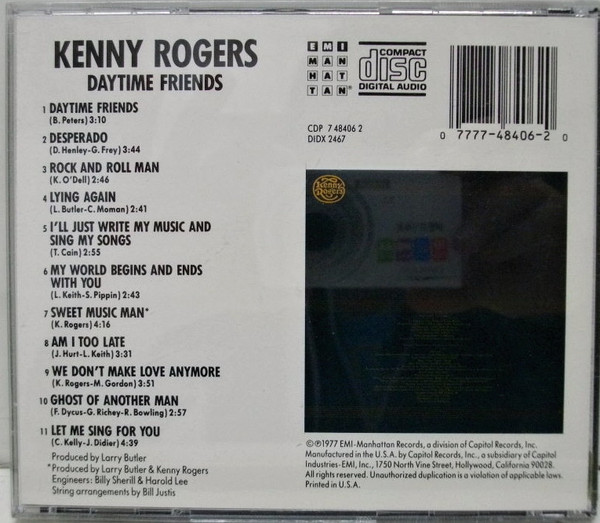 KENNY ROGERS
DAYTIME FRIENDS
1 DAYTIME FRIENDS
(B. Peters) 3:10
2 DESPERADO
(D. Henley-G. Frey) 3:44
3 ROCK AND ROLL MAN
(K. O'Dell) 2:46
4 LYING AGAIN
(L. Butler-C. Moman) 2:41
5 I'LL JUST WRITE MY MUSIC AND
SING MY SONGS
(T. Cain) 2:55
6 MY WORLD BEGINS AND ENDS
WITH YOU
(L. Keith-S. Pippin) 2:43
7 SWEET MUSIC MAN*
(K. Rogers) 4:16
8 AM I TOO LATE
(J. Hurt-L. Keith) 3:31
9 WE DON'T MAKE LOVE ANYMORE
(K. Rogers-M. Gordon) 3:51
10 GHOST OF ANOTHER MAN
(F. Dycus-G. Richey-R. Bowling) 2:57
11 LET ME SING FOR YOU
(C. Kelly-J. Didier) 4:39
Produced by Larry Butler
*Produced by Larry Butler & Kenny Rogers
Engineers: Billy Sherill & Harold Lee
String arrangements by Bill Justis
EMI
MAN
HAT
TAN®
COMPACT
disc
DIGITAL AUDIO
CDP 7 48406 2
DIDX 2467
0 7777-48406-2 0
Kenny
Rogers
©℗1977 EMI-Manhattan Records, a division of Capitol Records, Inc.
Manufactured in the U.S.A. by Capitol Records, Inc., a subsidiary of Capitol
Industries-EMI, Inc., 1750 North Vine Street, Hollywood, California 90028.
All rights reserved. Unauthorized duplication is a violation of applicable laws.
Printed in U.S.A.